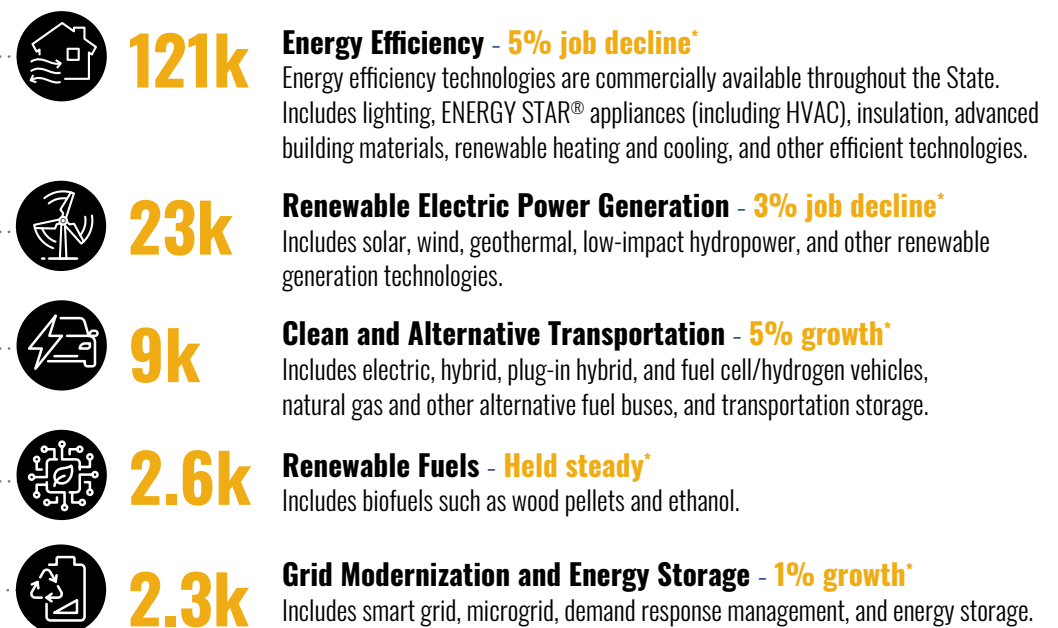 121k
Energy Efficiency - 5% job decline*
Energy efficiency technologies are commercially available throughout the State.
Includes lighting, ENERGY STAR® appliances (including HVAC), insulation, advanced
building materials, renewable heating and cooling, and other efficient technologies.
23k
Renewable Electric Power Generation - 3% job decline*
Includes solar, wind, geothermal, low-impact hydropower, and other renewable
generation technologies.
9k
Clean and Alternative Transportation - 5% growth*
Includes electric, hybrid, plug-in hybrid, and fuel cell/hydrogen vehicles,
natural gas and other alternative fuel buses, and transportation storage.
2.6k
Renewable Fuels - Held steady*
Includes biofuels such as wood pellets and ethanol.
2.3k
Grid Modernization and Energy Storage - 1% growth*
Includes smart grid, microgrid, demand response management, and energy storage.